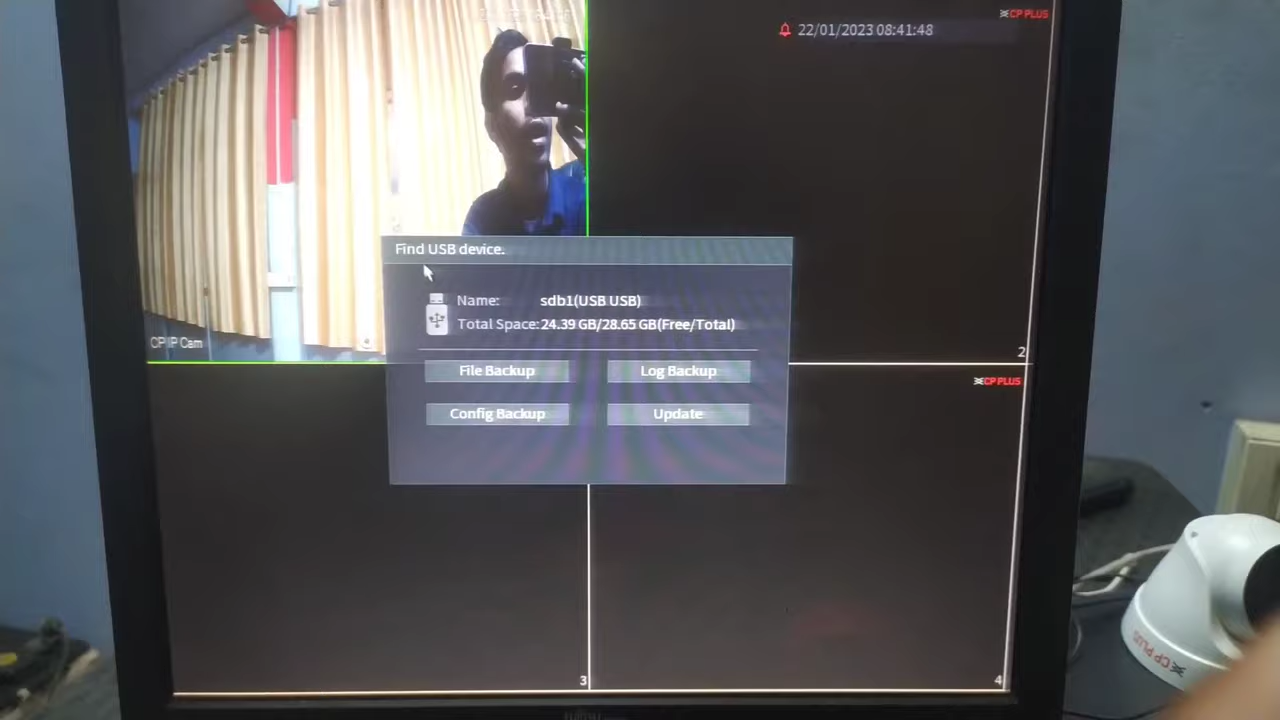 CP PLUS
22/01/2023 08:41:48
Find USB device.
Name: sdb1(USB USB)
Total Space: 24.39 GB/28.65 GB(Free/Total)
File Backup
Log Backup
Config Backup
Update
CP IP Cam
2
CP PLUS
3
4
CP PLUS